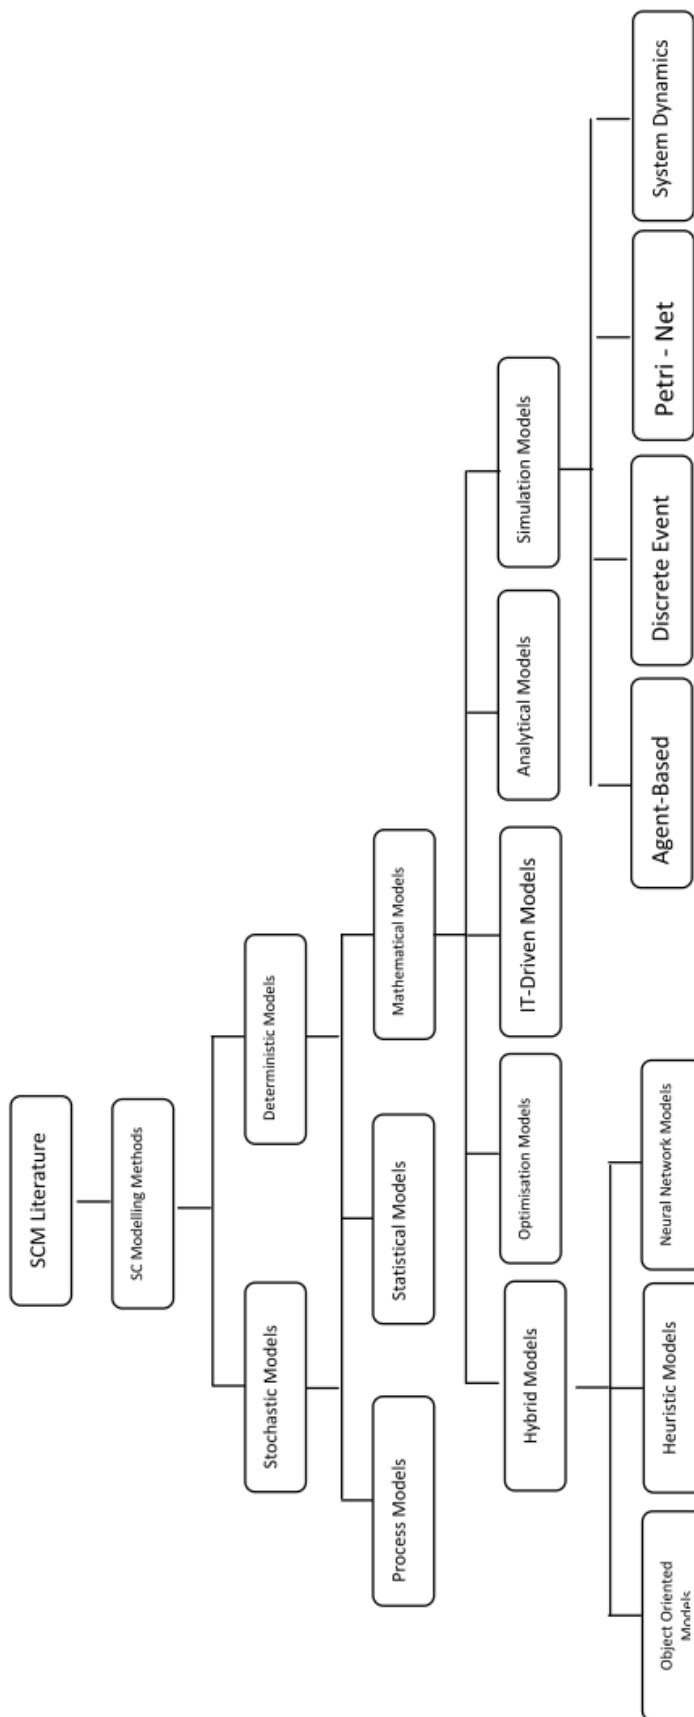 SCM Literature
SC Modelling Methods
Stochastic Models
Deterministic Models
Process Models
Statistical Models
Mathematical Models
Hybrid Models
Optimisation Models
IT-Driven Models
Analytical Models
Simulation Models
Object Oriented
Models
Heuristic Models
Neural Network Models
Agent-Based
Discrete Event
Petri - Net
System Dynamics